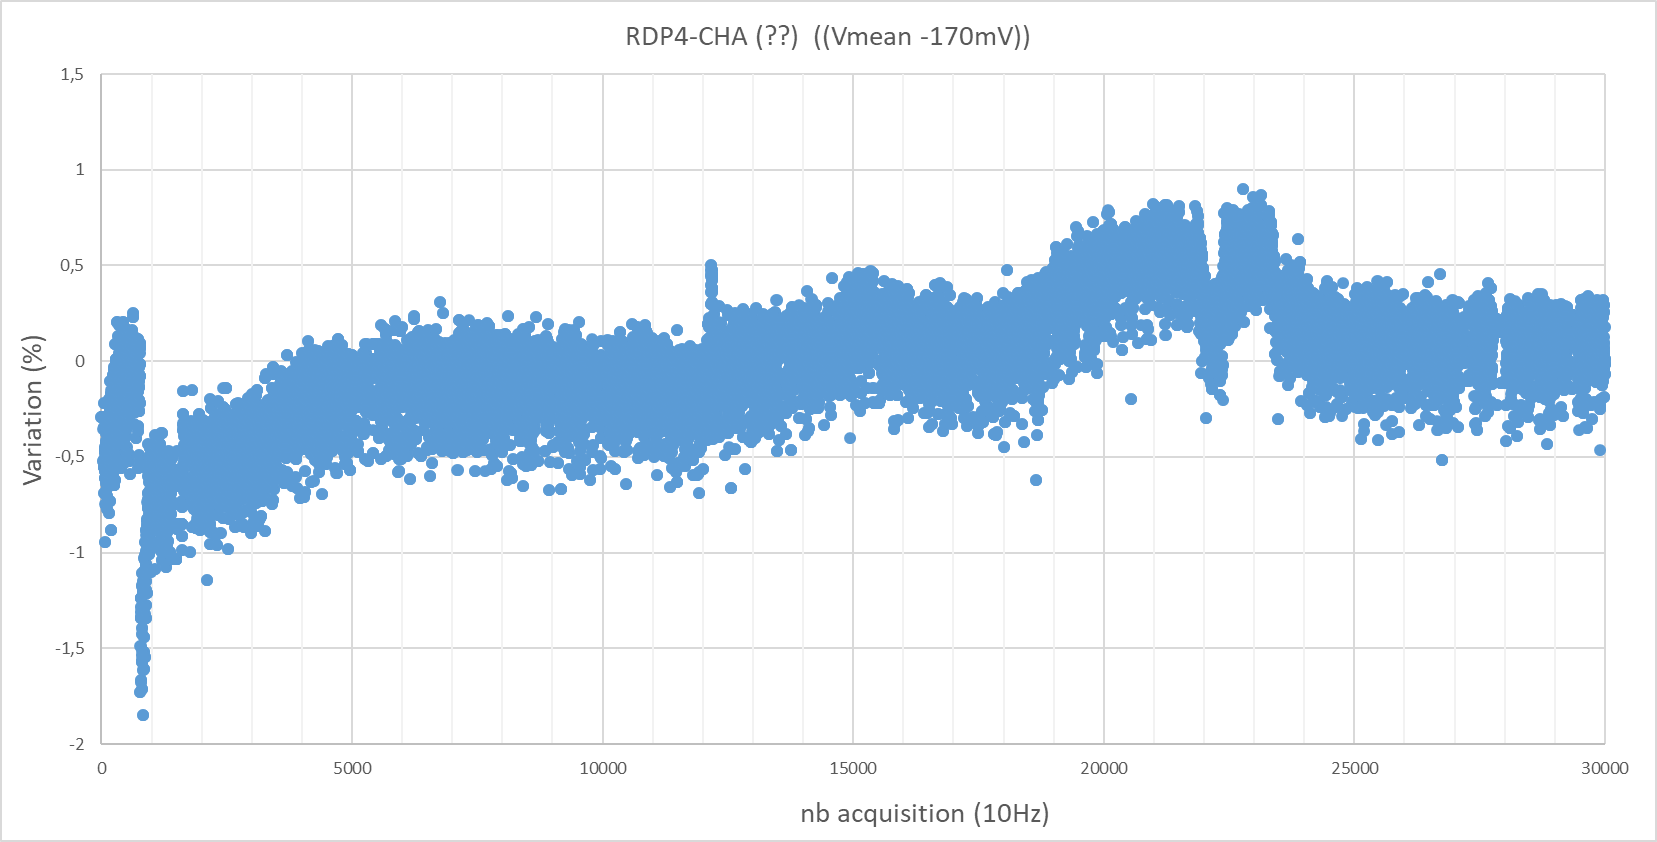 RDP4-CHA (??)  ((Vmean -170mV))
1,5
1
0,5
0
-0,5
-1
-1,5
-2
Variation (%)
0 5000 10000 15000 20000 25000 30000
nb acquisition (10Hz)